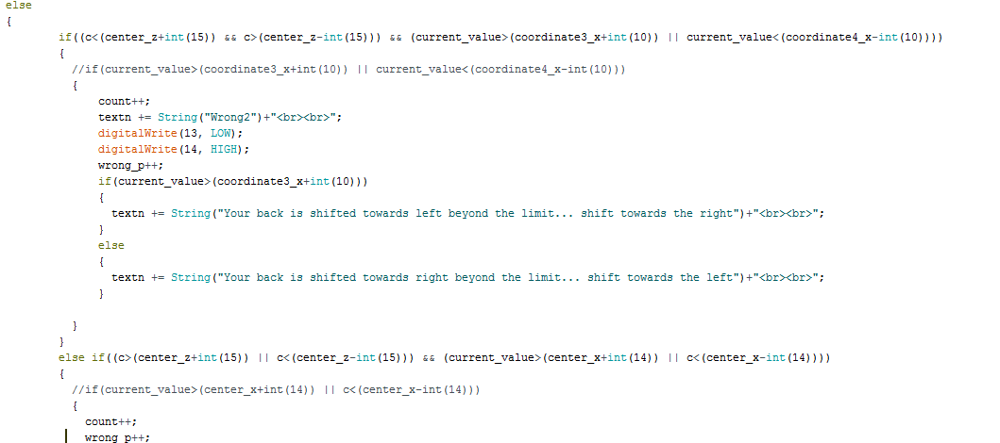 else
{
if((c<(center_z+int(15)) && c>(center_z-int(15))) && (current_value>(coordinate3_x+int(10)) || current_value<(coordinate4_x-int(10))))
{
//if(current_value>(coordinate3_x+int(10)) || current_value<(coordinate4_x-int(10)))
{
count++;
textn += String("Wrong2")+"<br><br>";
digitalWrite(13, LOW);
digitalWrite(14, HIGH);
wrong_p++;
if(current_value>(coordinate3_x+int(10)))
{
textn += String("Your back is shifted towards left beyond the limit... shift towards the right")+"<br><br>";
}
else
{
textn += String("Your back is shifted towards right beyond the limit... shift towards the left")+"<br><br>";
}
}
}
else if((c>(center_z+int(15)) || c<(center_z-int(15))) && (current_value>(center_x+int(14)) || c<(center_x-int(14))))
{
//if(current_value>(center_x+int(14)) || c<(center_x-int(14)))
{
count++;
wrong_p++;